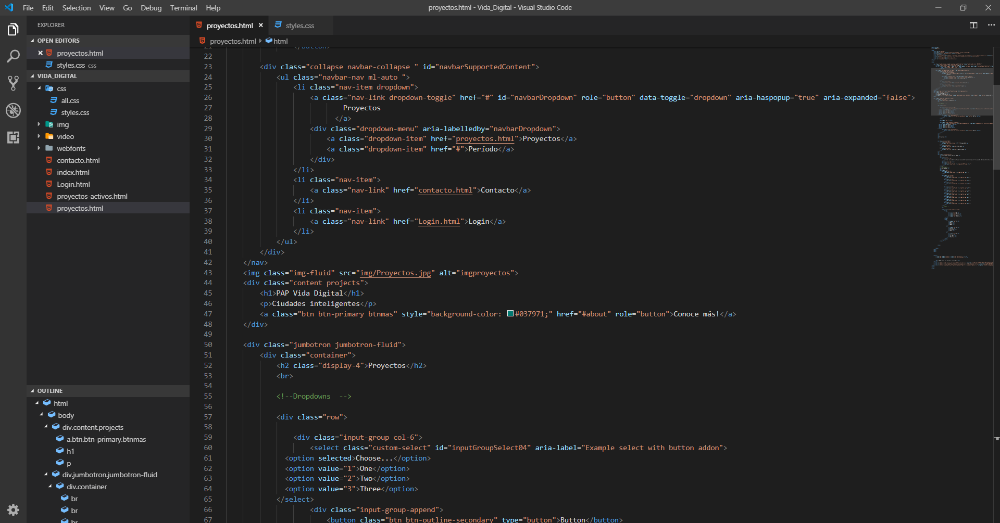 File Edit Selection View Go Debug Terminal Help
proyectos.html - Vida_Digital - Visual Studio Code
EXPLORER
OPEN EDITORS
proyectos.html
styles.css css
VIDA_DIGITAL
css
all.css
styles.css
img
video
webfonts
contacto.html
index.html
Login.html
proyectos-activos.html
proyectos.html
OUTLINE
html
body
div.content.projects
a.btn.btn-primary.btnmas
h1
p
div.jumbotron.jumbotron-fluid
div.container
br
br
br
proyectos.html
styles.css
proyectos.html html
21 </button>
22
23 <div class="collapse navbar-collapse " id="navbarSupportedContent">
24 <ul class="navbar-nav ml-auto ">
25 <li class="nav-item dropdown">
26 <a class="nav-link dropdown-toggle" href="#" id="navbarDropdown" role="button" data-toggle="dropdown" aria-haspopup="true" aria-expanded="false">
27 Proyectos
28 </a>
29 <div class="dropdown-menu" aria-labelledby="navbarDropdown">
30 <a class="dropdown-item" href="proyectos.html">Proyectos</a>
31 <a class="dropdown-item" href="#">Período</a>
32 </div>
33 </li>
34 <li class="nav-item">
35 <a class="nav-link" href="contacto.html">Contacto</a>
36 </li>
37 <li class="nav-item">
38 <a class="nav-link" href="Login.html">Login</a>
39 </li>
40 </ul>
41 </div>
42 </nav>
43 <img class="img-fluid" src="img/Proyectos.jpg" alt="imgproyectos">
44 <div class="content projects">
45 <h1>PAP Vida Digital</h1>
46 <p>Ciudades inteligentes</p>
47 <a class="btn btn-primary btnmas" style="background-color: #037971;" href="#about" role="button">Conoce más!</a>
48 </div>
49
50 <div class="jumbotron jumbotron-fluid">
51 <div class="container">
52 <h2 class="display-4">Proyectos</h2>
53 <br>
54
55 <!--Dropdowns  -->
56
57 <div class="row">
58
59 <div class="input-group col-6">
60 <select class="custom-select" id="inputGroupSelect04" aria-label="Example select with button addon">
61 <option selected>Choose...</option>
62 <option value="1">One</option>
63 <option value="2">Two</option>
64 <option value="3">Three</option>
65 </select>
66 <div class="input-group-append">
67 <button class="btn btn-outline-secondary" type="button">Button</button>